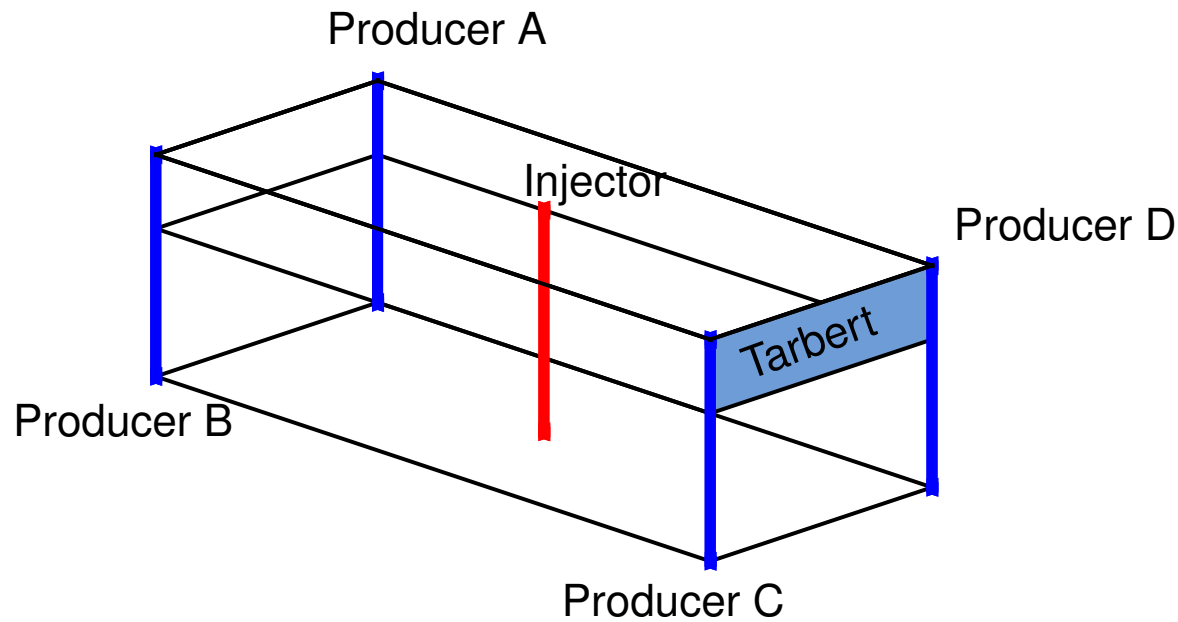 Producer A
Injector
Producer D
Tarbert
Producer B
Producer C